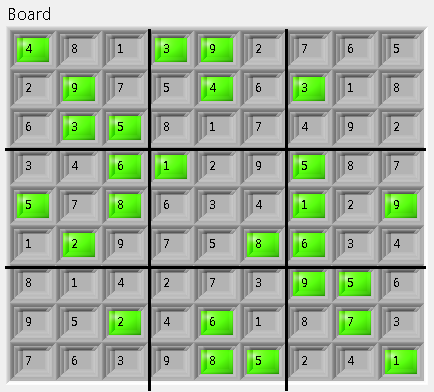 Board
4 8 1 3 9 2 7 6 5
2 9 7 5 4 6 3 1 8
6 3 5 8 1 7 4 9 2
3 4 6 1 2 9 5 8 7
5 7 8 6 3 4 1 2 9
1 2 9 7 5 8 6 3 4
8 1 4 2 7 3 9 5 6
9 5 2 4 6 1 8 7 3
7 6 3 9 8 5 2 4 1